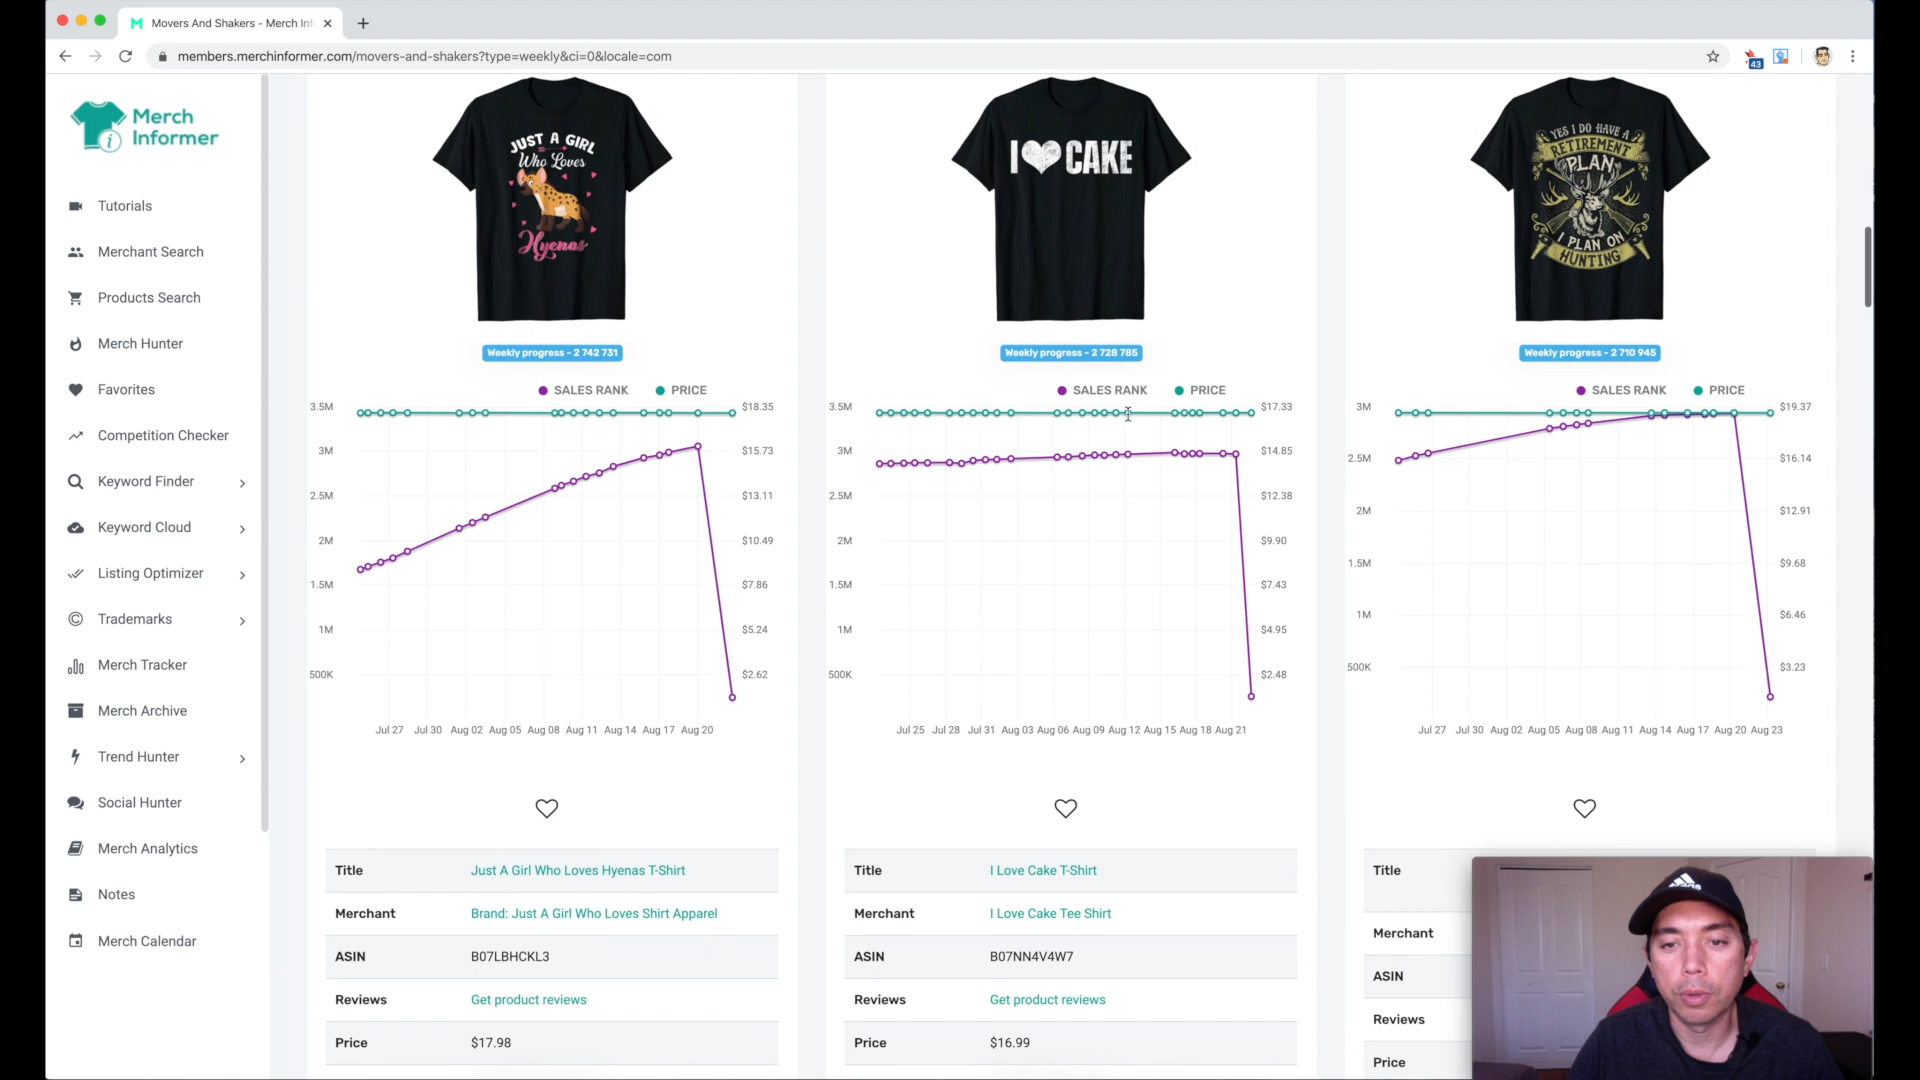 Movers And Shakers - Merch Inf
members.merchinformer.com/movers-and-shakers?type=weekly&ci=0&locale=com
43
Merch
Informer
Tutorials
Merchant Search
Products Search
Merch Hunter
Favorites
Competition Checker
Keyword Finder
Keyword Cloud
Listing Optimizer
Trademarks
Merch Tracker
Merch Archive
Trend Hunter
Social Hunter
Merch Analytics
Notes
Merch Calendar
JUST A GIRL
Who Loves
Hyenas
Weekly progress - 2 742 731
SALES RANK PRICE
3.5M $18.35
3M $15.73
2.5M $13.11
2M $10.49
1.5M $7.86
1M $5.24
500K $2.62
Jul 27 Jul 30 Aug 02 Aug 05 Aug 08 Aug 11 Aug 14 Aug 17 Aug 20
Title Just A Girl Who Loves Hyenas T-Shirt
Merchant Brand: Just A Girl Who Loves Shirt Apparel
ASIN B07LBHCKL3
Reviews Get product reviews
Price $17.98
I CAKE
Weekly progress - 2 728 785
SALES RANK PRICE
3.5M $17.33
3M $14.85
2.5M $12.38
2M $9.90
1.5M $7.43
1M $4.95
500K $2.48
Jul 25 Jul 28 Jul 31 Aug 03 Aug 06 Aug 09 Aug 12 Aug 15 Aug 18 Aug 21
Title I Love Cake T-Shirt
Merchant I Love Cake Tee Shirt
ASIN B07NN4V4W7
Reviews Get product reviews
Price $16.99
YES I DO HAVE A
RETIREMENT
PLAN
I PLAN ON
HUNTING
Weekly progress - 2 710 945
SALES RANK PRICE
3M $19.37
2.5M $16.14
2M $12.91
1.5M $9.68
1M $6.46
500K $3.23
Jul 27 Jul 30 Aug 02 Aug 05 Aug 08 Aug 11 Aug 14 Aug 17 Aug 20 Aug 23
Title
Merchant
ASIN
Reviews
Price
adidas